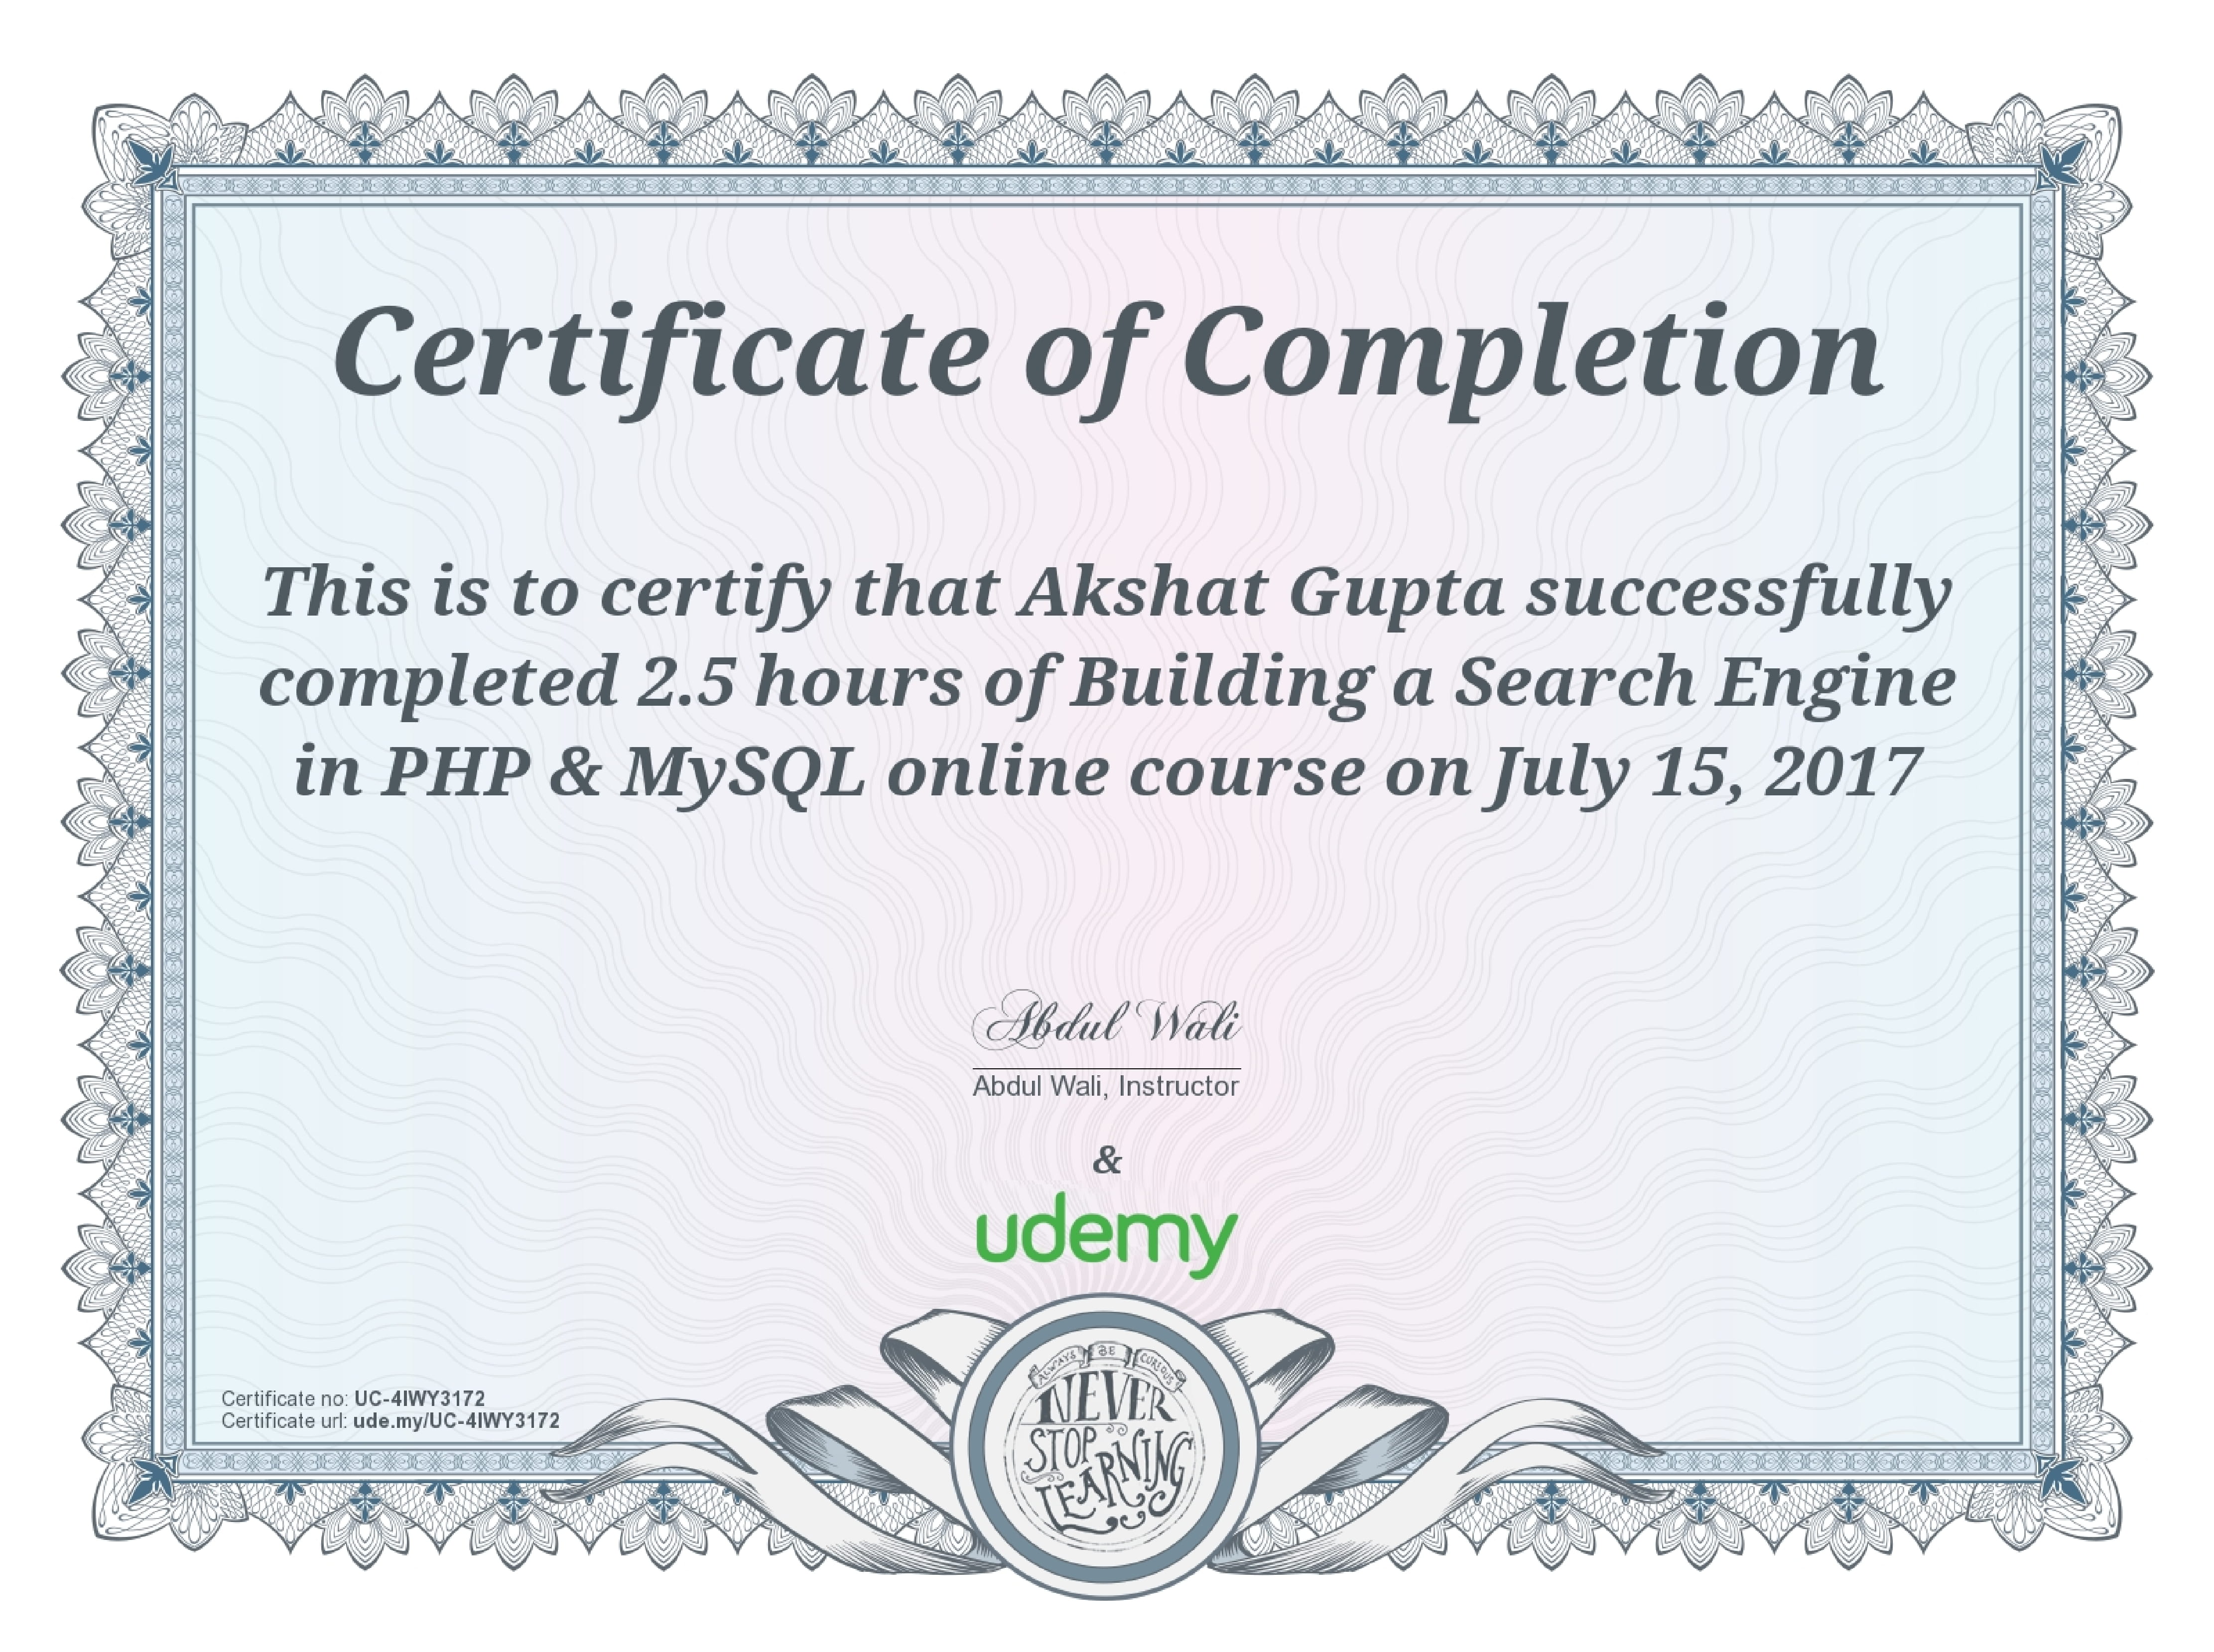 Certificate of Completion
This is to certify that Akshat Gupta successfully
completed 2.5 hours of Building a Search Engine
in PHP & MySQL online course on July 15, 2017
Abdul Wali
Abdul Wali, Instructor
&
udemy
ALWAYS BE CURIOUS
NEVER
STOP
LEARNING
Certificate no: UC-4IWY3172
Certificate url: ude.my/UC-4IWY3172